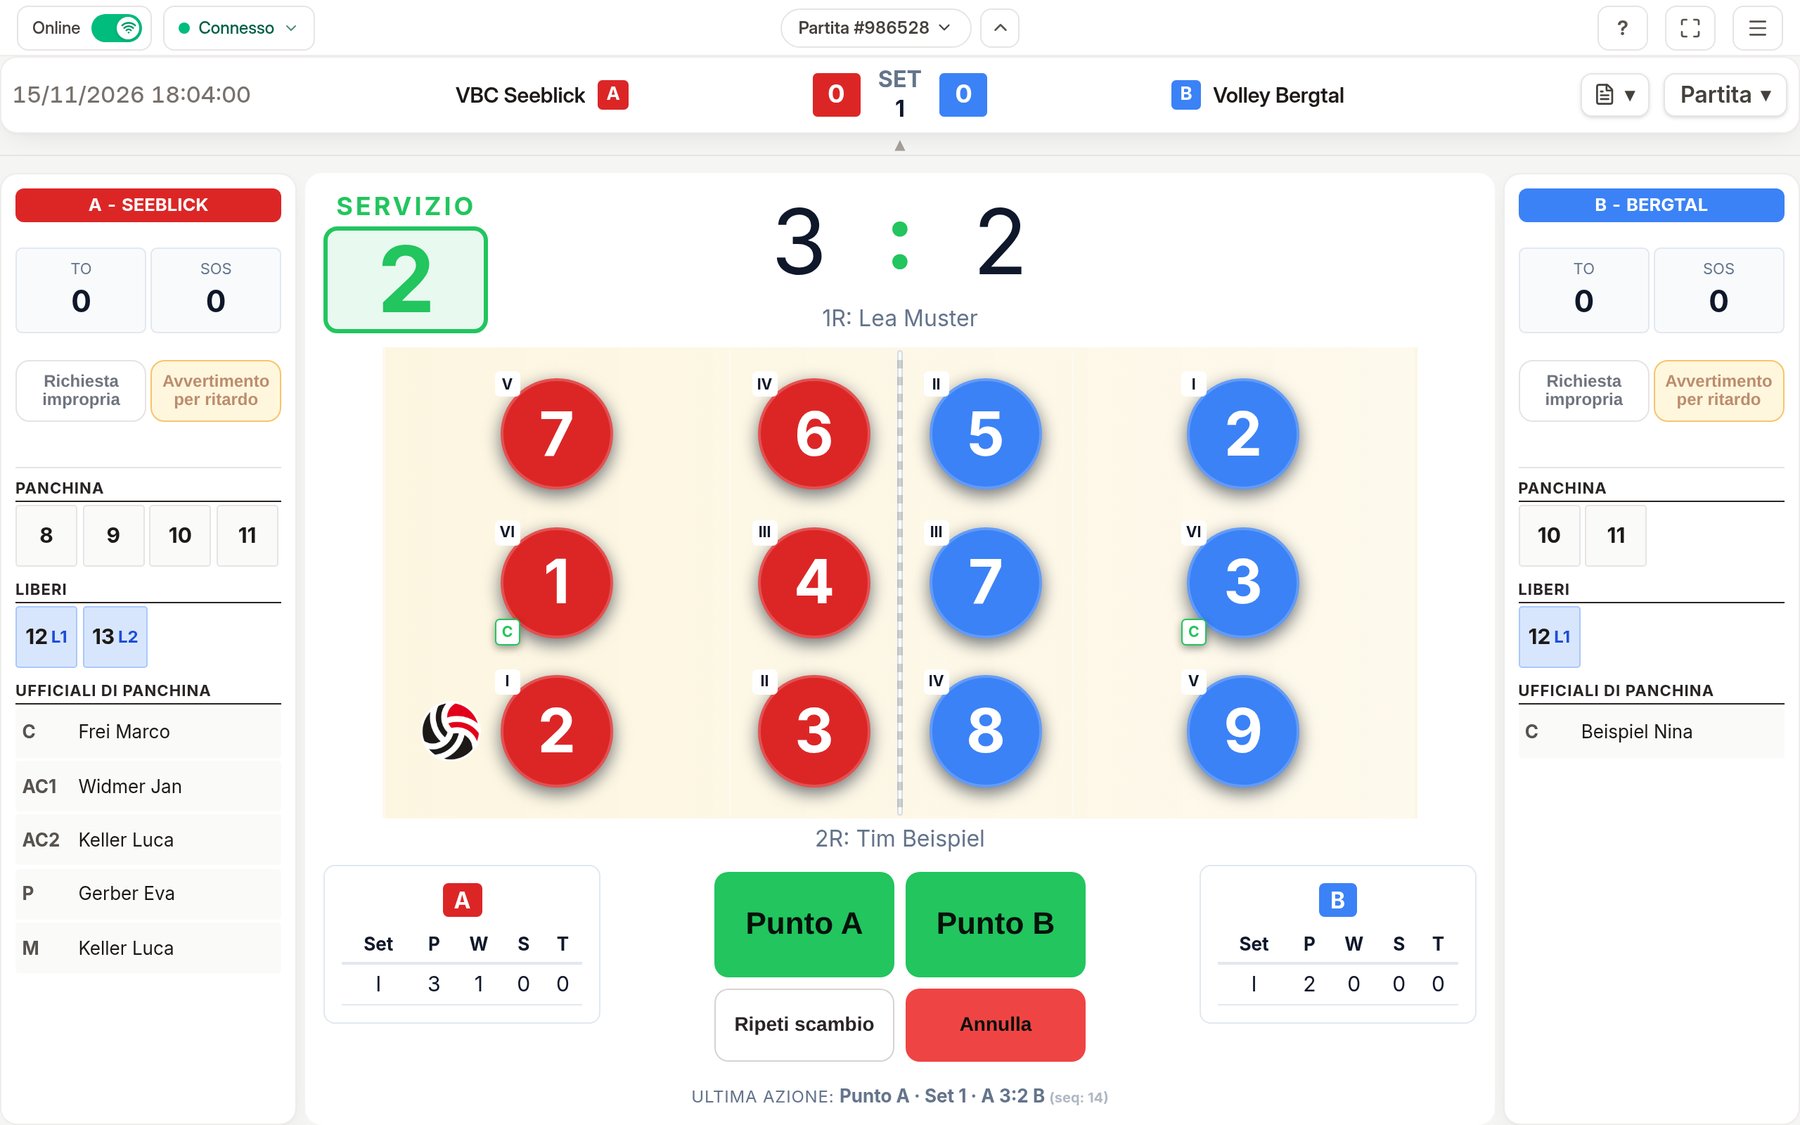 Online
Connesso
Partita #986528
?
15/11/2026 18:04:00
VBC Seeblick A
0 SET 0
1
B Volley Bergtal
Partita ▾
A - SEEBLICK
TO SOS
0 0
Richiesta impropria
Avvertimento per ritardo
PANCHINA
8 9 10 11
LIBERI
12 L1 13 L2
UFFICIALI DI PANCHINA
C Frei Marco
AC1 Widmer Jan
AC2 Keller Luca
P Gerber Eva
M Keller Luca
SERVIZIO
2
3 : 2
1R: Lea Muster
V 7 IV 6 II 5 I 2
VI 1 C III 4 III 7 VI 3 C
I 2 II 3 IV 8 V 9
2R: Tim Beispiel
A
Set P W S T
I 3 1 0 0
Punto A
Punto B
Ripeti scambio
Annulla
B
Set P W S T
I 2 0 0 0
ULTIMA AZIONE: Punto A · Set 1 · A 3:2 B (seq: 14)
B - BERGTAL
TO SOS
0 0
Richiesta impropria
Avvertimento per ritardo
PANCHINA
10 11
LIBERI
12 L1
UFFICIALI DI PANCHINA
C Beispiel Nina